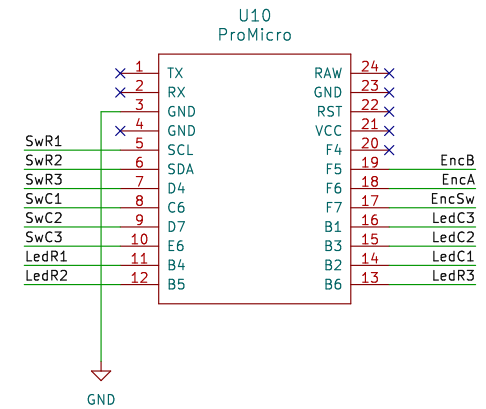 U10
ProMicro
1 TX RAW 24
2 RX GND 23
3 GND RST 22
4 GND VCC 21
SwR1 5 SCL F4 20
SwR2 6 SDA F5 19 EncB
SwR3 7 D4 F6 18 EncA
SwC1 8 C6 F7 17 EncSw
SwC2 9 D7 B1 16 LedC3
SwC3 10 E6 B3 15 LedC2
LedR1 11 B4 B2 14 LedC1
LedR2 12 B5 B6 13 LedR3
GND